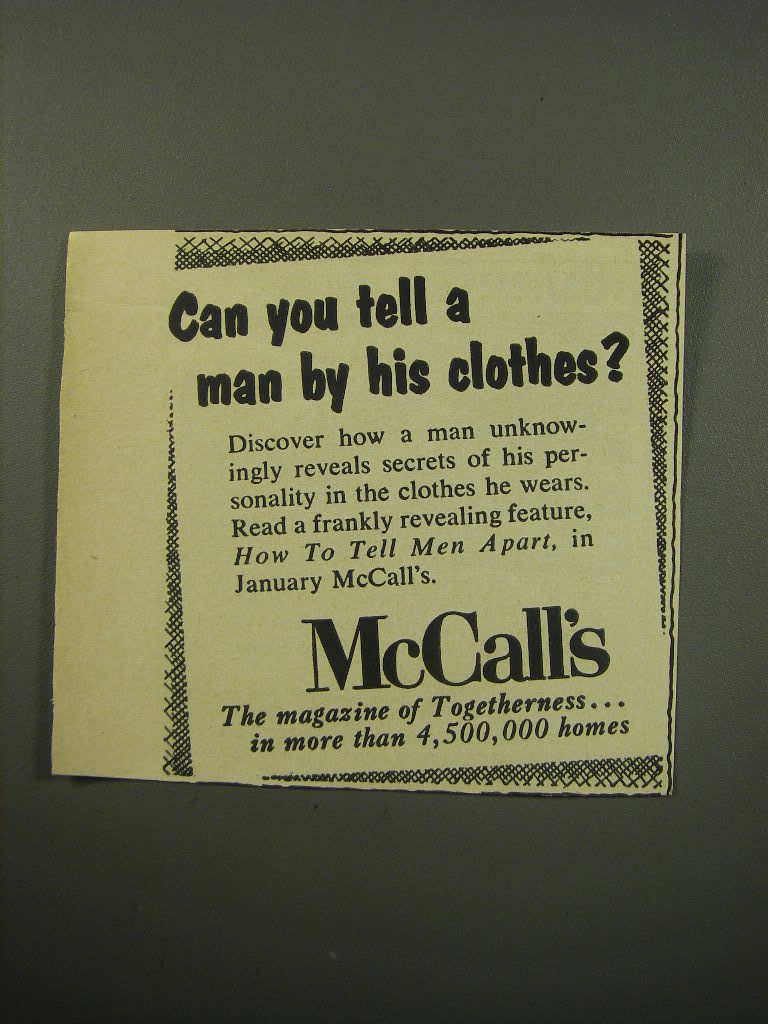 Can you tell a
man by his clothes?
Discover how a man unknow-
ingly reveals secrets of his per-
sonality in the clothes he wears.
Read a frankly revealing feature,
How To Tell Men Apart, in
January McCall's.
McCall's
The magazine of Togetherness...
in more than 4,500,000 homes